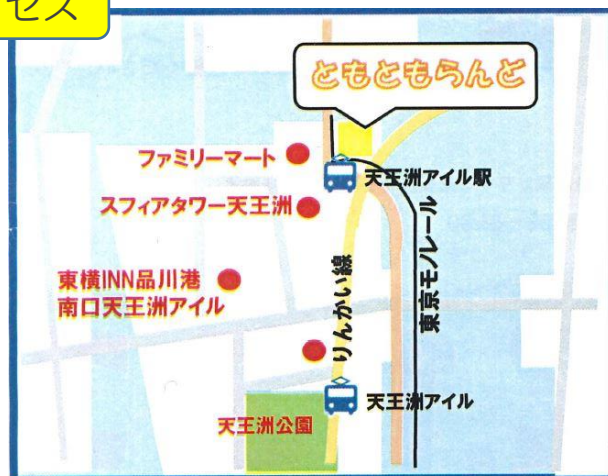 セス
ともともらんど
ファミリーマート
天王洲アイル駅
スフィアタワー天王洲
東横INN品川港
南口天王洲アイル
りんかい線
東京モノレール
天王洲アイル
天王洲公園